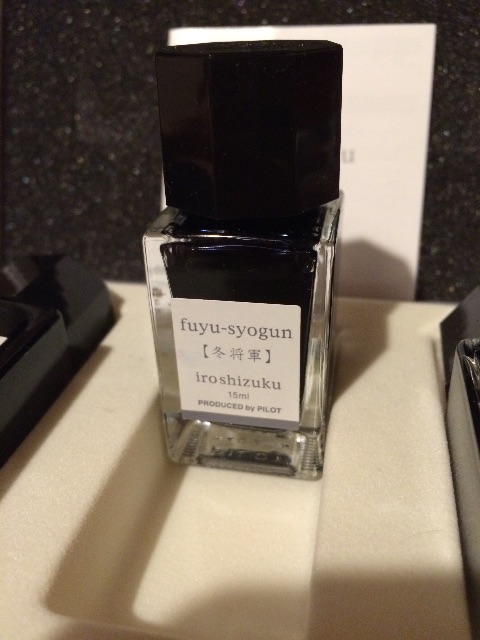 fuyu-syogun
【冬将軍】
iroshizuku
15ml
PRODUCED by PILOT